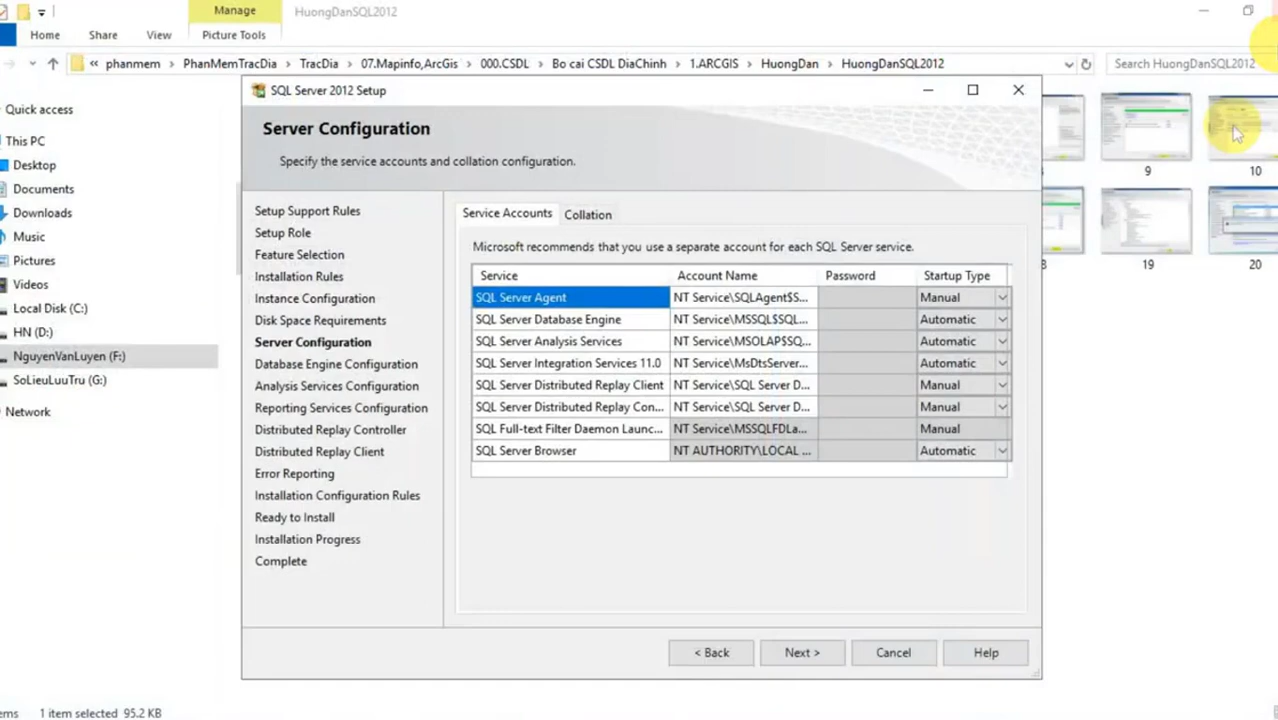 Manage
HuongDanSQL2012
Home
Share
View
Picture Tools
« phanmem
PhanMemTracDia
TracDia
07.Mapinfo,ArcGis
000.CSDL
Bo cai CSDL DiaChinh
1.ARCGIS
HuongDan
HuongDanSQL2012
Search HuongDanSQL2012
Quick access
This PC
Desktop
Documents
Downloads
Music
Pictures
Videos
Local Disk (C:)
HN (D:)
NguyenVanLuyen (F:)
SoLieuLuuTru (G:)
Network
1 item selected 95.2 KB
9
10
19
20
SQL Server 2012 Setup
Server Configuration
Specify the service accounts and collation configuration.
Setup Support Rules
Setup Role
Feature Selection
Installation Rules
Instance Configuration
Disk Space Requirements
Server Configuration
Database Engine Configuration
Analysis Services Configuration
Reporting Services Configuration
Distributed Replay Controller
Distributed Replay Client
Error Reporting
Installation Configuration Rules
Ready to Install
Installation Progress
Complete
Service Accounts
Collation
Microsoft recommends that you use a separate account for each SQL Server service.
Service Account Name Password Startup Type
SQL Server Agent NT Service\SQLAgent$S... Manual
SQL Server Database Engine NT Service\MSSQL$SQL... Automatic
SQL Server Analysis Services NT Service\MSOLAP$SQ... Automatic
SQL Server Integration Services 11.0 NT Service\MsDtsServer... Automatic
SQL Server Distributed Replay Client NT Service\SQL Server D... Manual
SQL Server Distributed Replay Con... NT Service\SQL Server D... Manual
SQL Full-text Filter Daemon Launc... NT Service\MSSQLFDLa... Manual
SQL Server Browser NT AUTHORITY\LOCAL ... Automatic
< Back
Next >
Cancel
Help